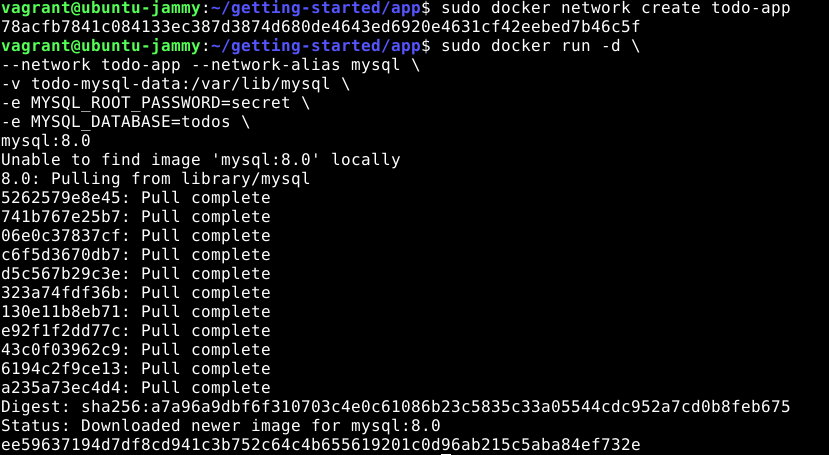 vagrant@ubuntu-jammy:~/getting-started/app$ sudo docker network create todo-app
78acfb7841c084133ec387d3874d680de4643ed6920e4631cf42eebed7b46c5f
vagrant@ubuntu-jammy:~/getting-started/app$ sudo docker run -d \
--network todo-app --network-alias mysql \
-v todo-mysql-data:/var/lib/mysql \
-e MYSQL_ROOT_PASSWORD=secret \
-e MYSQL_DATABASE=todos \
mysql:8.0
Unable to find image 'mysql:8.0' locally
8.0: Pulling from library/mysql
5262579e8e45: Pull complete
741b767e25b7: Pull complete
06e0c37837cf: Pull complete
c6f5d3670db7: Pull complete
d5c567b29c3e: Pull complete
323a74fdf36b: Pull complete
130e11b8eb71: Pull complete
e92f1f2dd77c: Pull complete
43c0f03962c9: Pull complete
6194c2f9ce13: Pull complete
a235a73ec4d4: Pull complete
Digest: sha256:a7a96a9dbf6f310703c4e0c61086b23c5835c33a05544cdc952a7cd0b8feb675
Status: Downloaded newer image for mysql:8.0
ee59637194d7df8cd941c3b752c64c4b655619201c0d96ab215c5aba84ef732e